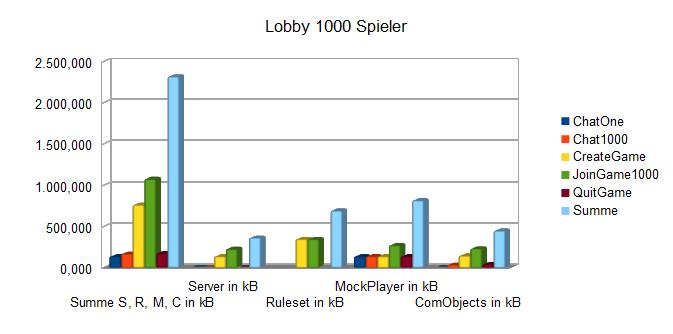 Lobby 1000 Spieler
2.500,000
2.000,000
1.500,000
1.000,000
500,000
0,000
Server in kB
MockPlayer in kB
Summe S, R, M, C in kB
Ruleset in kB
ComObjects in kB
ChatOne
Chat1000
CreateGame
JoinGame1000
QuitGame
Summe